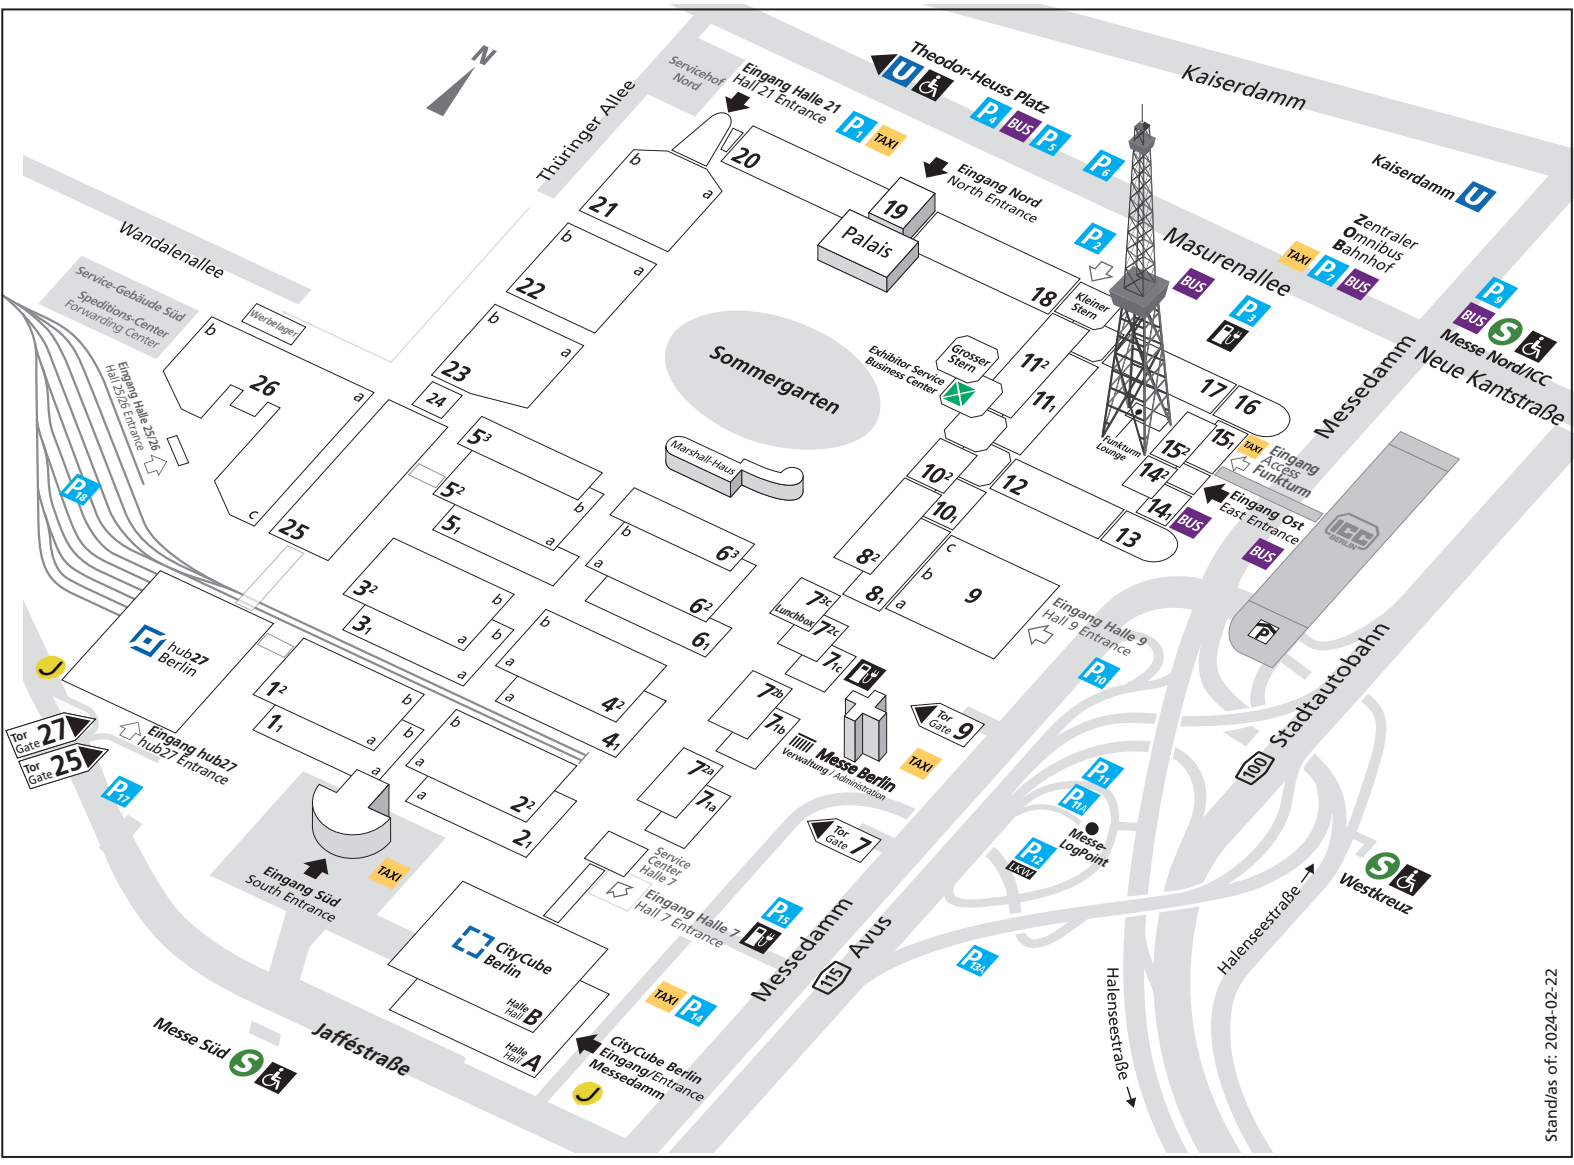 N
Kaiserdamm
Theodor-Heuss Platz
U
P4
BUS
P5
P6
Servicehof
Nord
Eingang Halle 21
Hall 21 Entrance
P1
TAXI
Thüringer Allee
Eingang Nord
North Entrance
Kaiserdamm
U
Zentraler
Omnibus
Bahnhof
TAXI
P7
BUS
Masurenallee
P2
BUS
P3
P9
BUS
S
Messe Nord/ICC
Neue Kantstraße
Messedamm
Wandalenallee
Service-Gebäude Süd
Speditions-Center
Forwarding Center
Werbelager
Eingang Halle 25/26
Hall 25/26 Entrance
P18
20
19
Palais
18
Kleiner
Stern
b
a
21
b
a
22
b
a
23
24
b
26
a
c
25
Sommergarten
Marshall-Haus
Grosser
Stern
Exhibitor Service
Business Center
11²
11₁
17
16
15²
15₁
14²
14₁
Funkturm
Lounge
TAXI
Eingang
Access
Funkturm
Eingang Ost
East Entrance
BUS
BUS
ICC
BERLIN
P
10²
10₁
12
13
8²
8₁
c
b
a
9
Eingang Halle 9
Hall 9 Entrance
P10
5³
5²
b
5₁
a
b
6³
a
6²
6₁
3²
b
a
3₁
b
a
b
a
4²
a
4₁
1²
b
a
1₁
b
a
b
a
2²
a
2₁
7³c
Lunchbox
7²c
7₁c
7²b
7₁b
7²a
7₁a
Messe Berlin
Verwaltung / Administration
Tor
Gate 9
TAXI
Tor
Gate 7
hub27
Berlin
J
Tor
Gate 27
Tor
Gate 25
Eingang hub27
hub27 Entrance
P17
Eingang Süd
South Entrance
TAXI
Service
Center
Halle 7
Eingang Halle 7
Hall 7 Entrance
P15
CityCube
Berlin
Halle
Hall B
Halle
Hall A
TAXI
P14
CityCube Berlin
Eingang/Entrance
Messedamm
J
Messe Süd
S
Jafféstraße
Messedamm
115
Avus
P11
P11A
Messe-
LogPoint
P12
LKW
P13A
100
Stadtautobahn
S
Westkreuz
Halenseestraße
Halenseestraße
Stand/as of: 2024-02-22